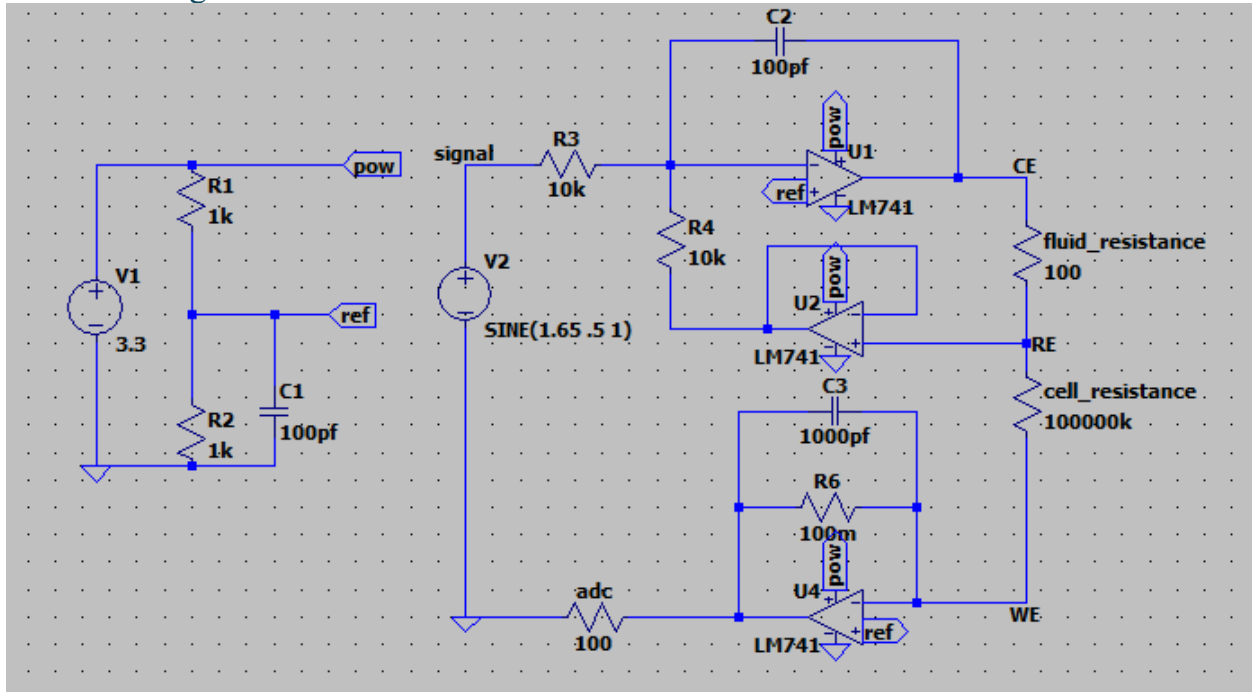 C2
100pf
pow
U1
R3
signal
10k
CE
pow
ref
LM741
R1
1k
R4
10k
fluid_resistance
100
V1
3.3
V2
SINE(1.65 .5 1)
pow
U2
LM741
RE
ref
C1
100pf
R2
1k
C3
1000pf
cell_resistance
100000k
R6
100m
pow
U4
adc
100
LM741
ref
WE